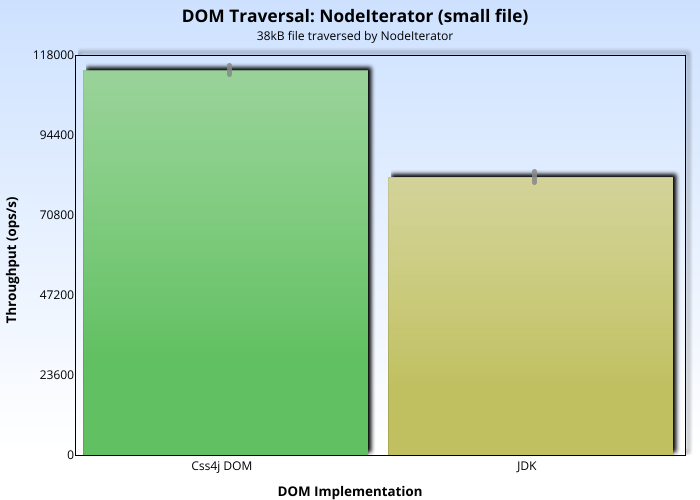 DOM Traversal: NodeIterator (small file)
38kB file traversed by NodeIterator
118000
94400
70800
47200
23600
0
Throughput (ops/s)
Css4j DOM
JDK
DOM Implementation